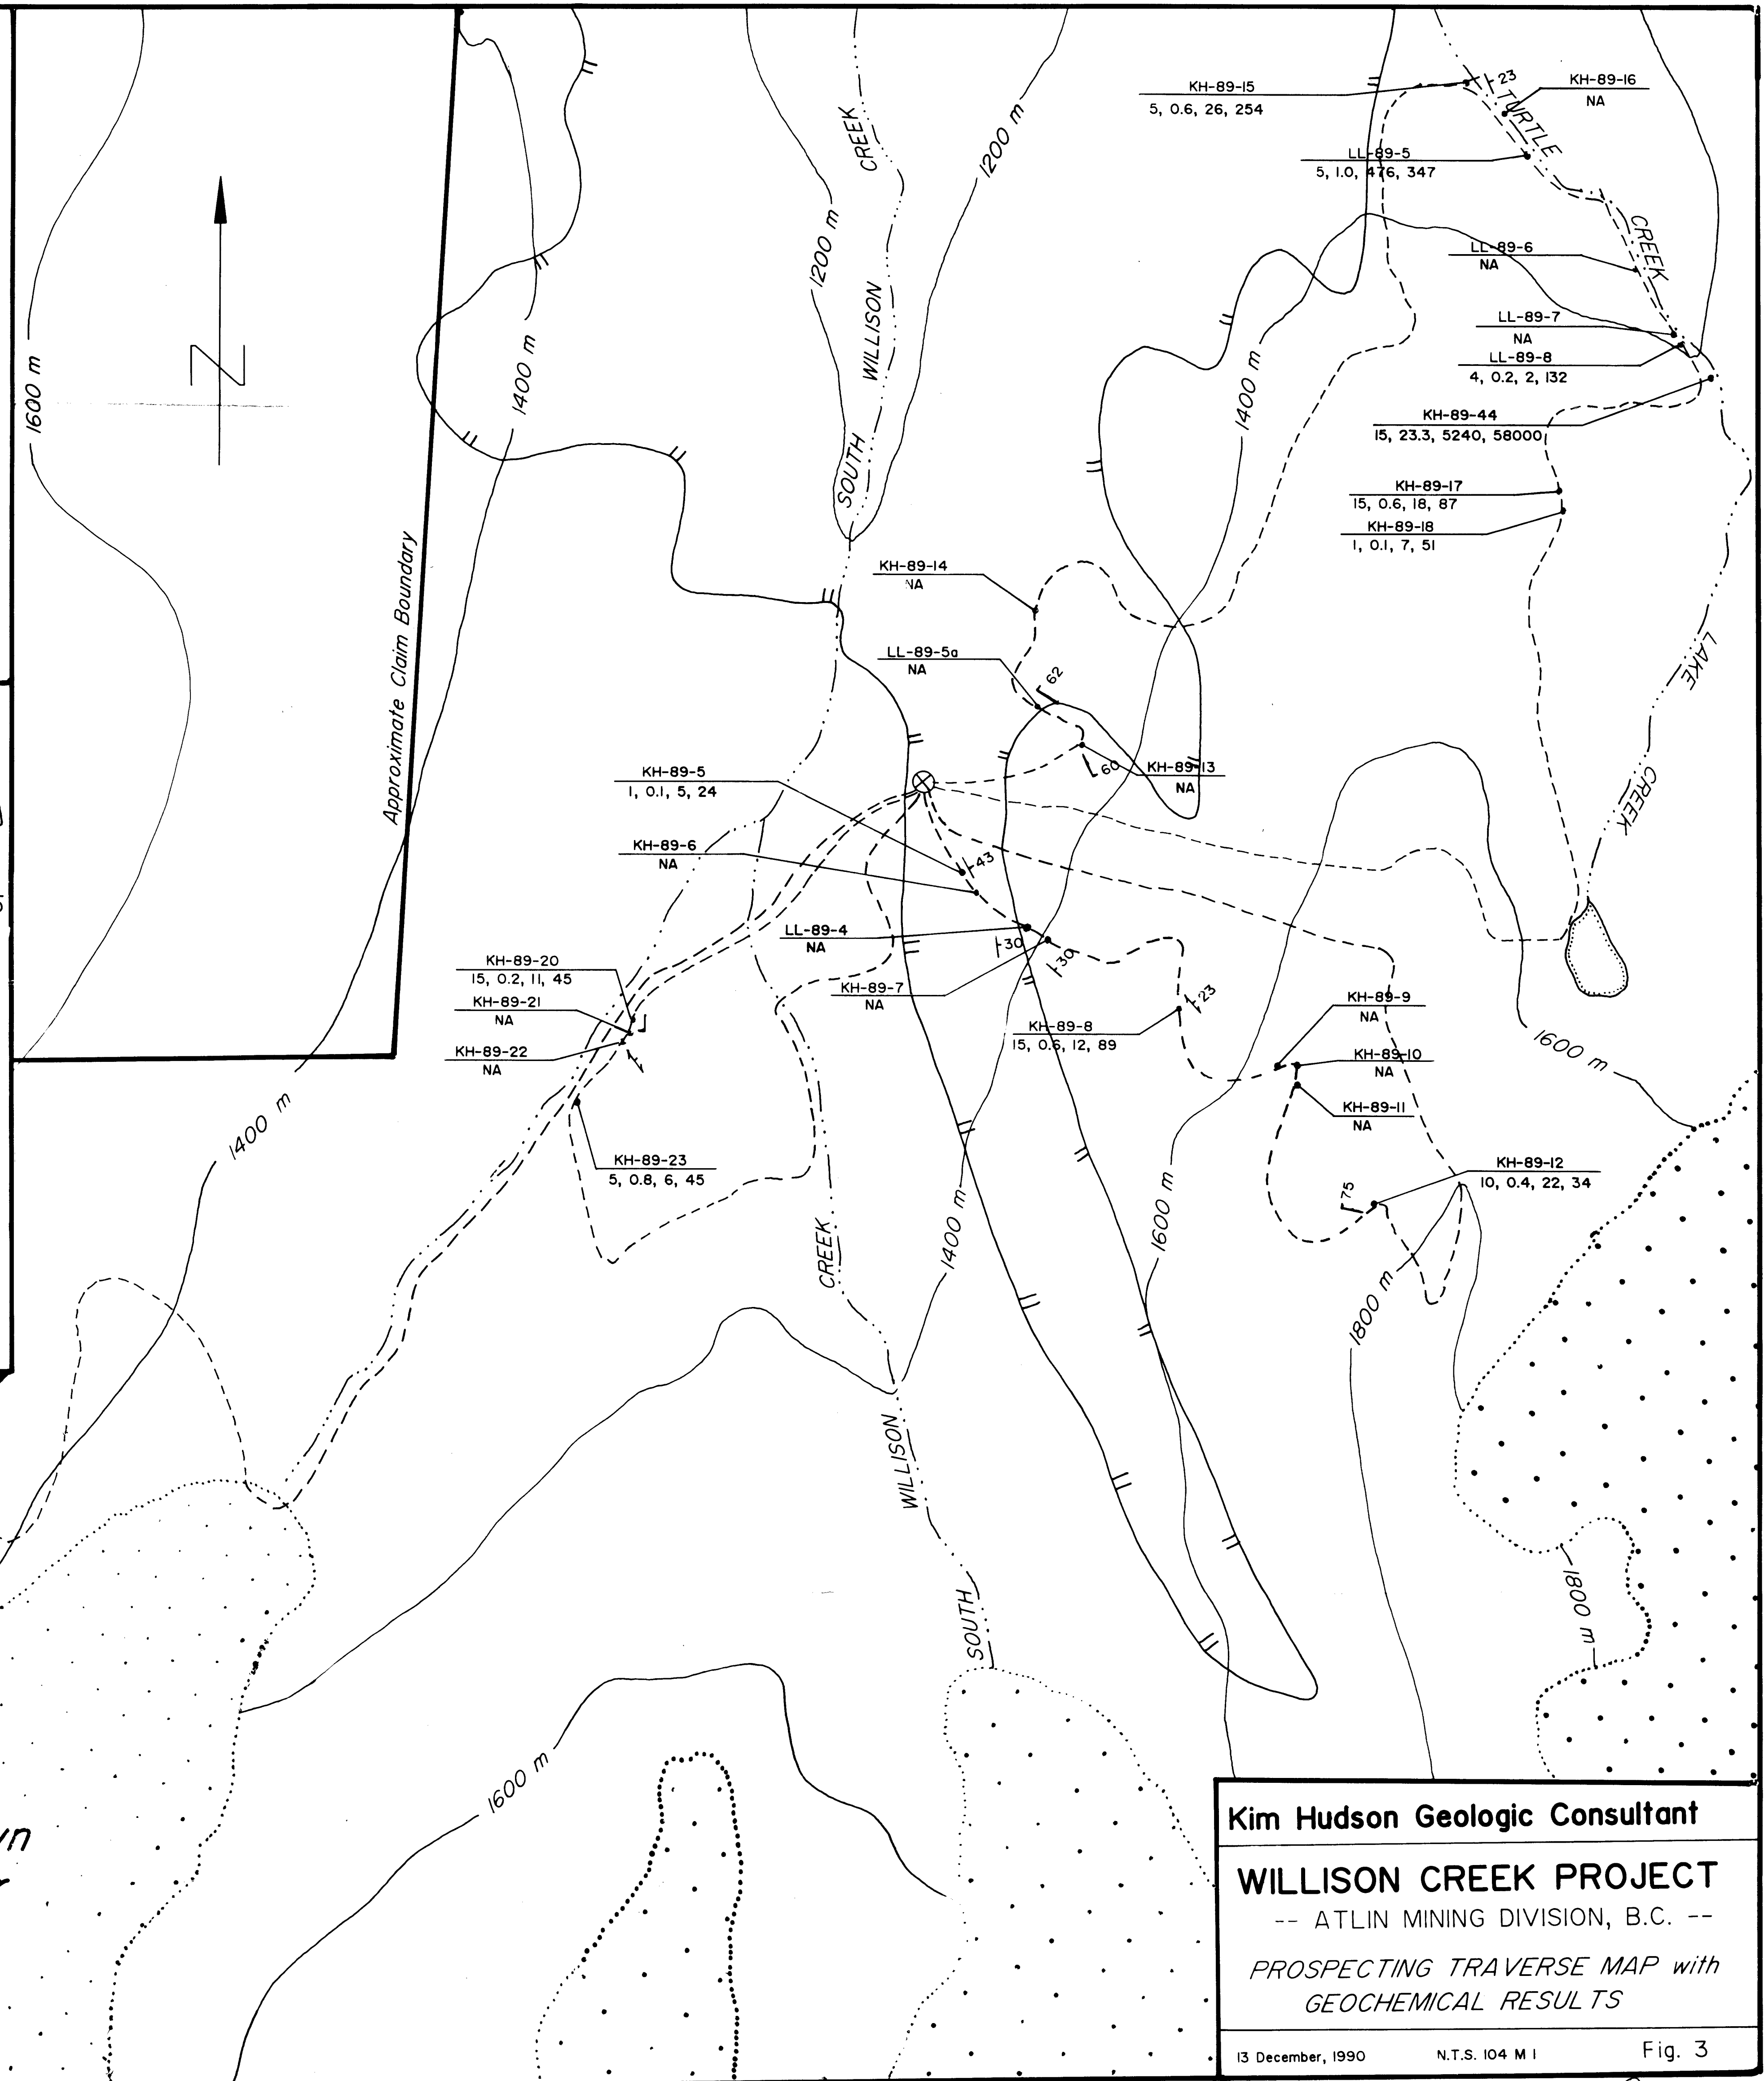 KH-89-15
5, 0.6, 26, 254
23
KH-89-16
NA
TURTLE
CREEK
LL-89-5
5, 1.0, 476, 347
LL-89-6
NA
LL-89-7
NA
LL-89-8
4, 0.2, 2, 132
KH-89-44
15, 23.3, 5240, 58000
KH-89-17
15, 0.6, 18, 87
KH-89-18
1, 0.1, 7, 51
CREEK
WILLISON
SOUTH
1200 m
1200 m
1600 m
N
1400 m
1400 m
Approximate Claim Boundary
KH-89-14
NA
LL-89-5a
NA
62
60
KH-89-13
NA
LAKE
CREEK
KH-89-5
1, 0.1, 5, 24
43
KH-89-6
NA
LL-89-4
NA
30
30
KH-89-7
NA
KH-89-20
15, 0.2, 11, 45
KH-89-21
NA
KH-89-22
NA
KH-89-8
15, 0.6, 12, 89
23
KH-89-9
NA
KH-89-10
NA
KH-89-11
NA
1600 m
1400 m
KH-89-23
5, 0.8, 6, 45
KH-89-12
10, 0.4, 22, 34
75
CREEK
1400 m
1600 m
1800 m
WILLISON
SOUTH
1800 m
1600 m
Kim Hudson Geologic Consultant
WILLISON CREEK PROJECT
-- ATLIN MINING DIVISION, B.C. --
PROSPECTING TRAVERSE MAP with
GEOCHEMICAL RESULTS
13 December, 1990 N.T.S. 104 M 1 Fig. 3